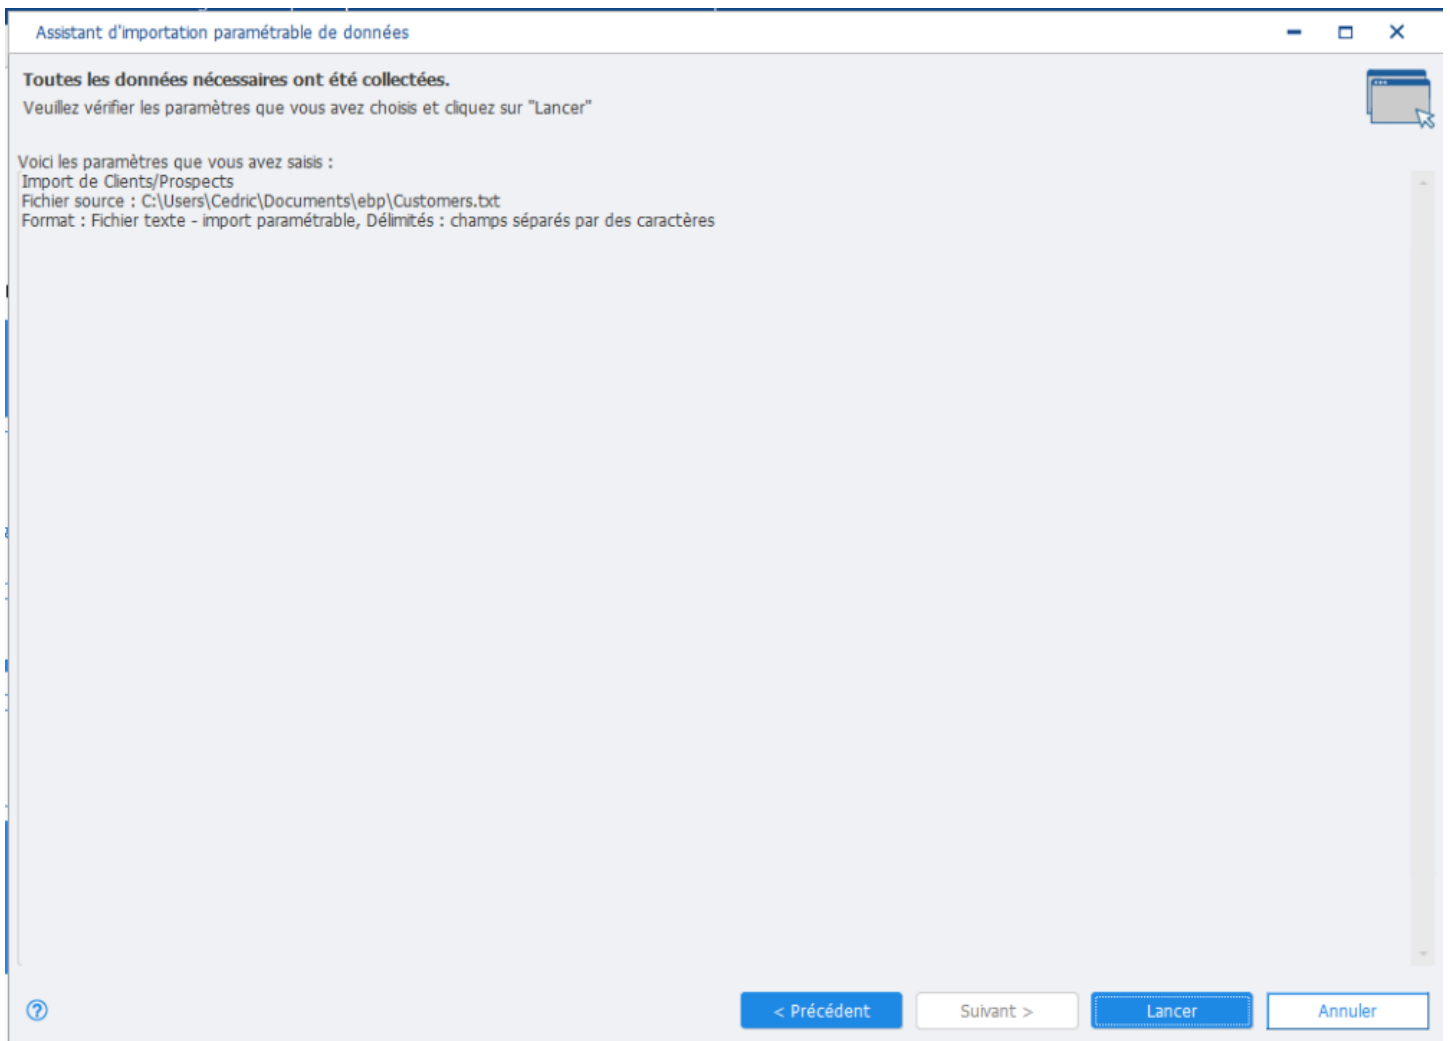 Assistant d'importation paramétrable de données
Toutes les données nécessaires ont été collectées.
Veuillez vérifier les paramètres que vous avez choisis et cliquez sur "Lancer"
Voici les paramètres que vous avez saisis :
Import de Clients/Prospects
Fichier source : C:\Users\Cedric\Documents\ebp\Customers.txt
Format : Fichier texte - import paramétrable, Délimités : champs séparés par des caractères
< Précédent
Suivant >
Lancer
Annuler